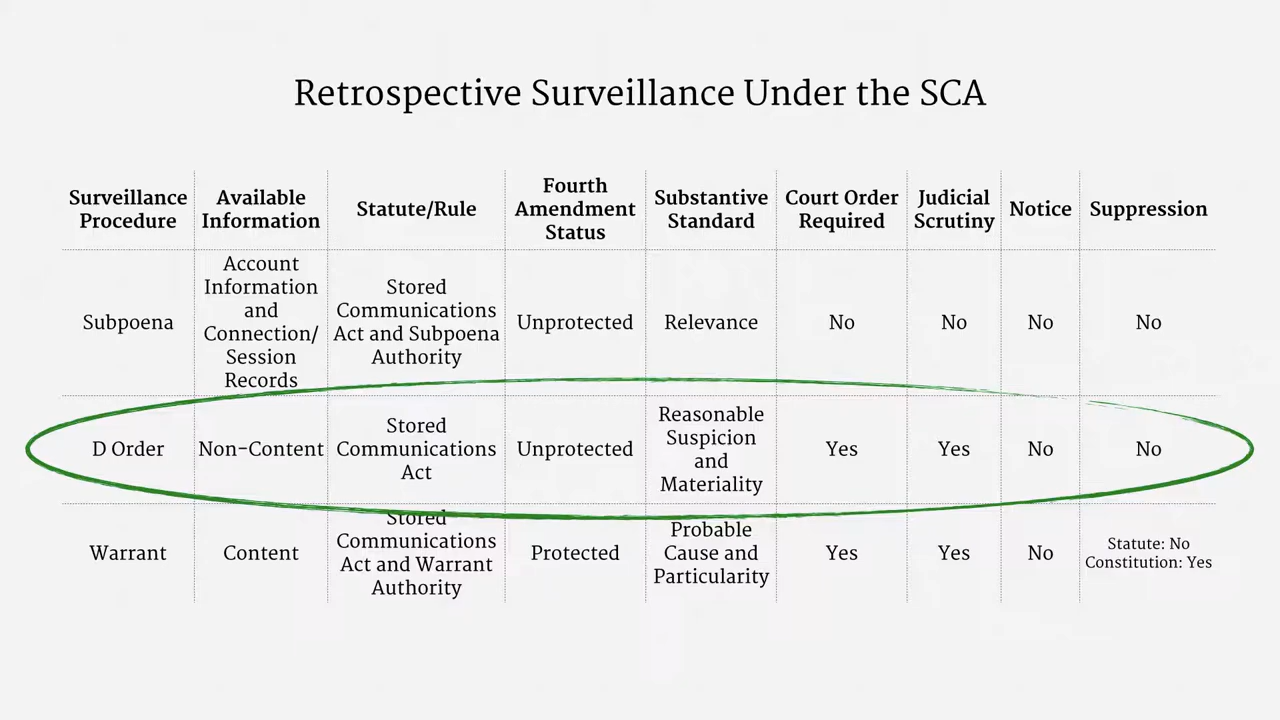 Retrospective Surveillance Under the SCA
Surveillance Procedure
Available Information
Statute/Rule
Fourth Amendment Status
Substantive Standard
Court Order Required
Judicial Scrutiny
Notice
Suppression
Subpoena
Account Information and Connection/ Session Records
Stored Communications Act and Subpoena Authority
Unprotected
Relevance
No
No
No
No
D Order
Non-Content
Stored Communications Act
Unprotected
Reasonable Suspicion and Materiality
Yes
Yes
No
No
Warrant
Content
Stored Communications Act and Warrant Authority
Protected
Probable Cause and Particularity
Yes
Yes
No
Statute: No
Constitution: Yes